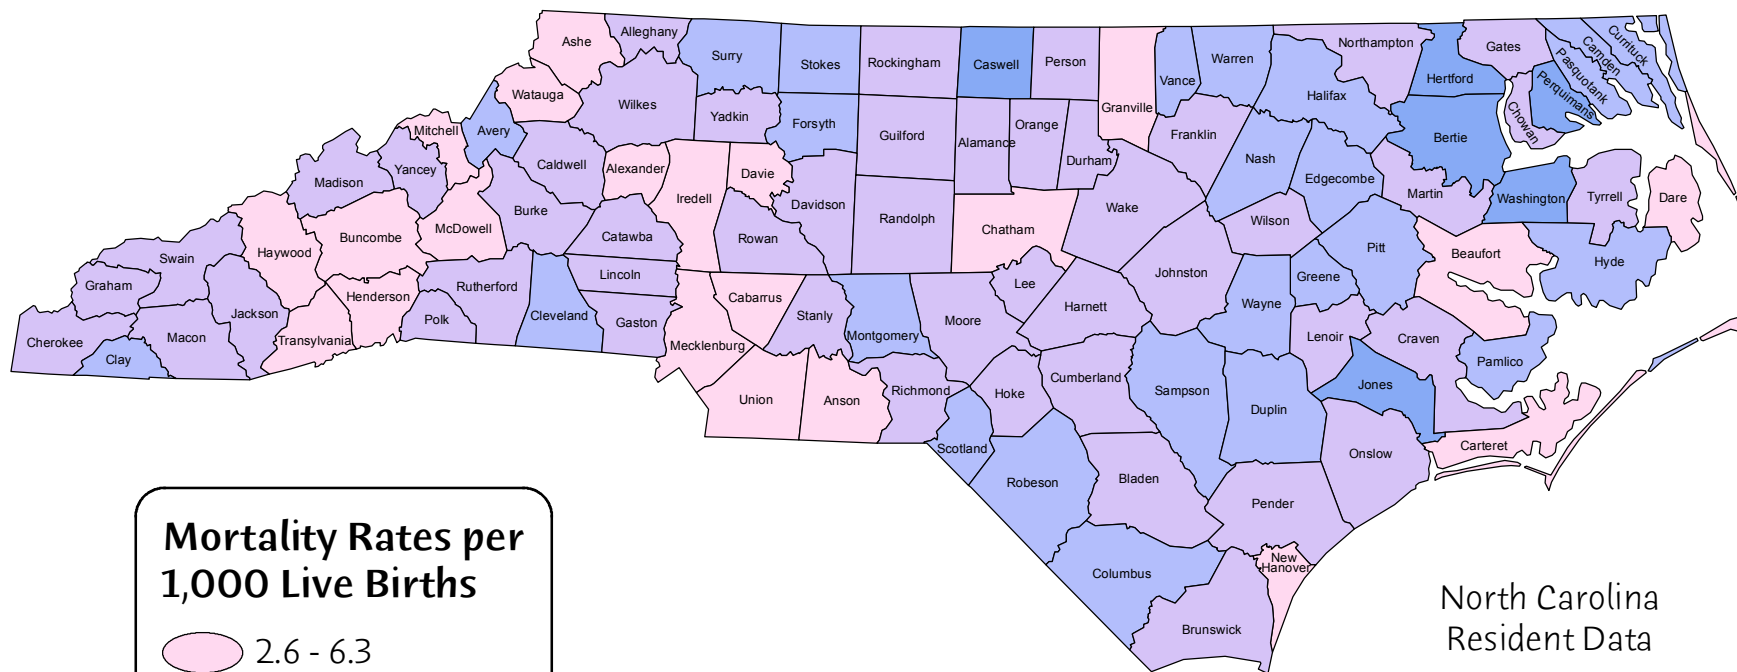 Ashe
Alleghany
Surry
Stokes
Rockingham
Caswell
Person
Granville
Vance
Warren
Northampton
Gates
Currituck
Camden
Pasquotank
Perquimans
Hertford
Halifax
Watauga
Wilkes
Yadkin
Forsyth
Guilford
Alamance
Orange
Durham
Franklin
Nash
Bertie
Chowan
Mitchell
Avery
Caldwell
Alexander
Iredell
Davie
Davidson
Randolph
Chatham
Wake
Edgecombe
Martin
Washington
Tyrrell
Dare
Madison
Yancey
Burke
McDowell
Buncombe
Haywood
Catawba
Rowan
Wilson
Pitt
Beaufort
Hyde
Swain
Graham
Jackson
Henderson
Rutherford
Lincoln
Johnston
Greene
Wayne
Lee
Harnett
Cherokee
Clay
Macon
Transylvania
Polk
Cleveland
Gaston
Mecklenburg
Cabarrus
Stanly
Montgomery
Moore
Lenoir
Craven
Pamlico
Jones
Union
Anson
Richmond
Hoke
Cumberland
Sampson
Duplin
Onslow
Carteret
Scotland
Robeson
Bladen
Pender
Columbus
New
Hanover
Brunswick
Mortality Rates per
1,000 Live Births
2.6 - 6.3
North Carolina
Resident Data